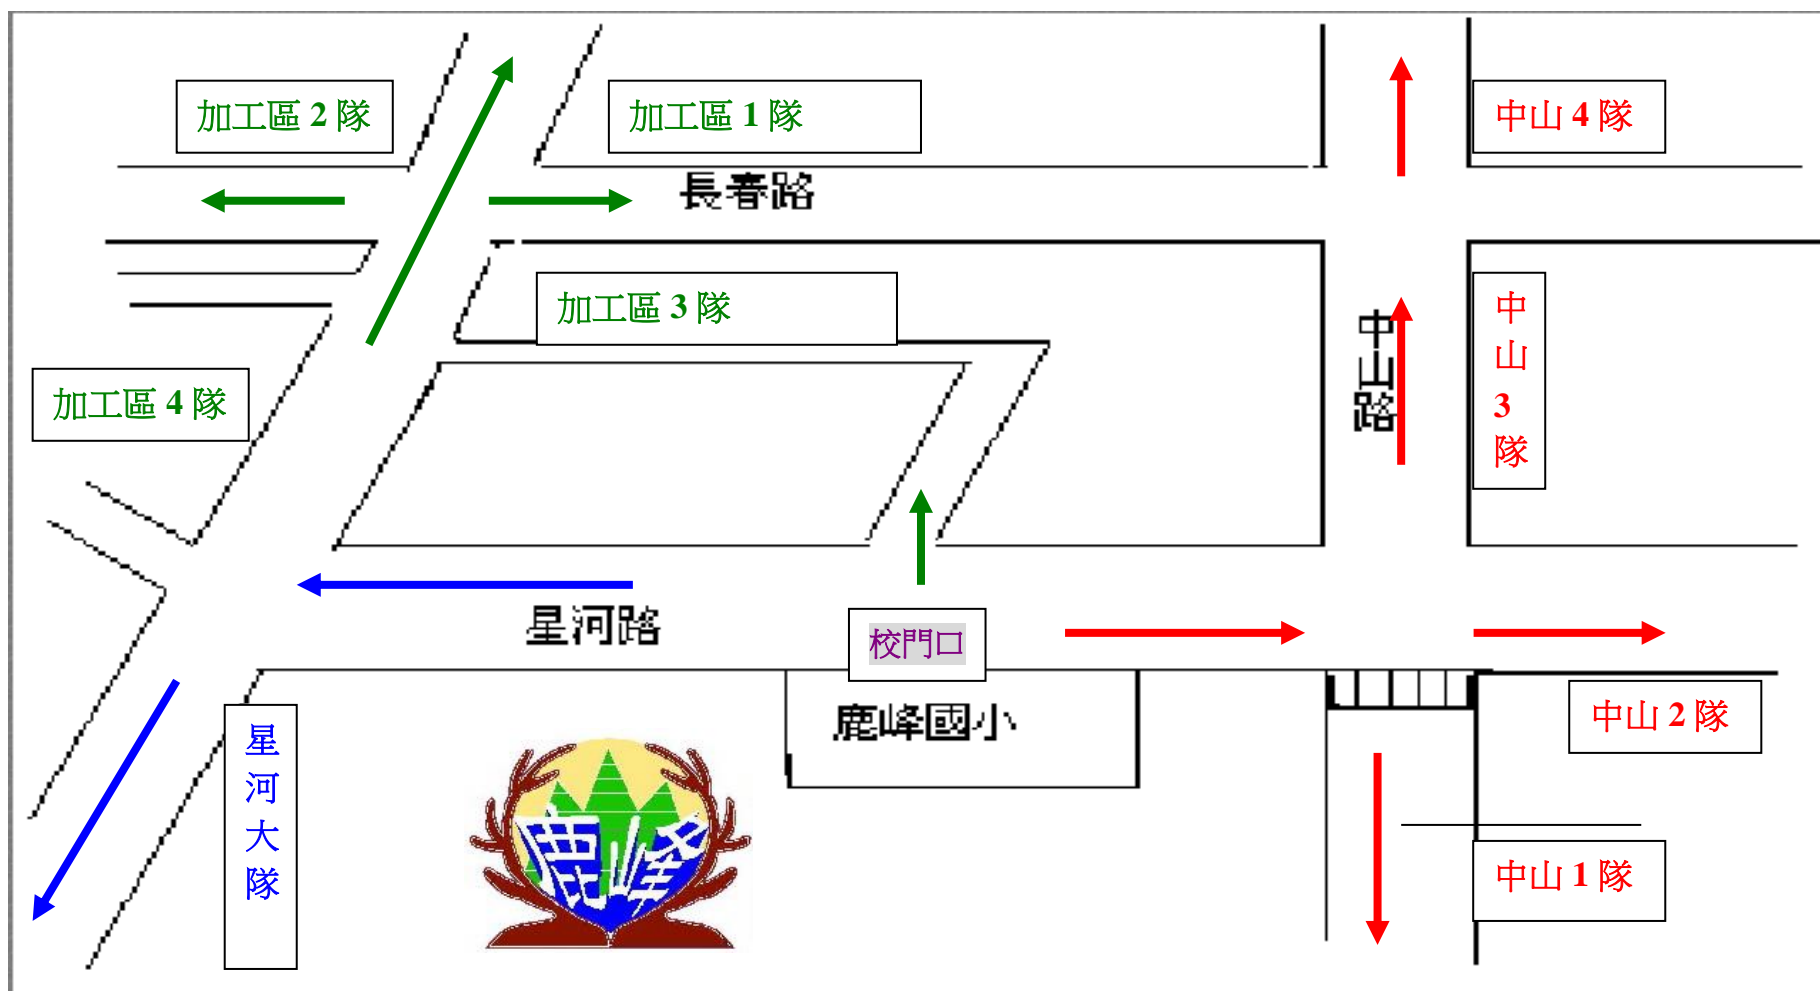 加工區 2 隊
加工區 1 隊
中山 4 隊
長春路
加工區 3 隊
中山路
中山3隊
加工區 4 隊
星河路
校門口
鹿峰國小
中山 2 隊
星河大隊
鹿峰
中山 1 隊